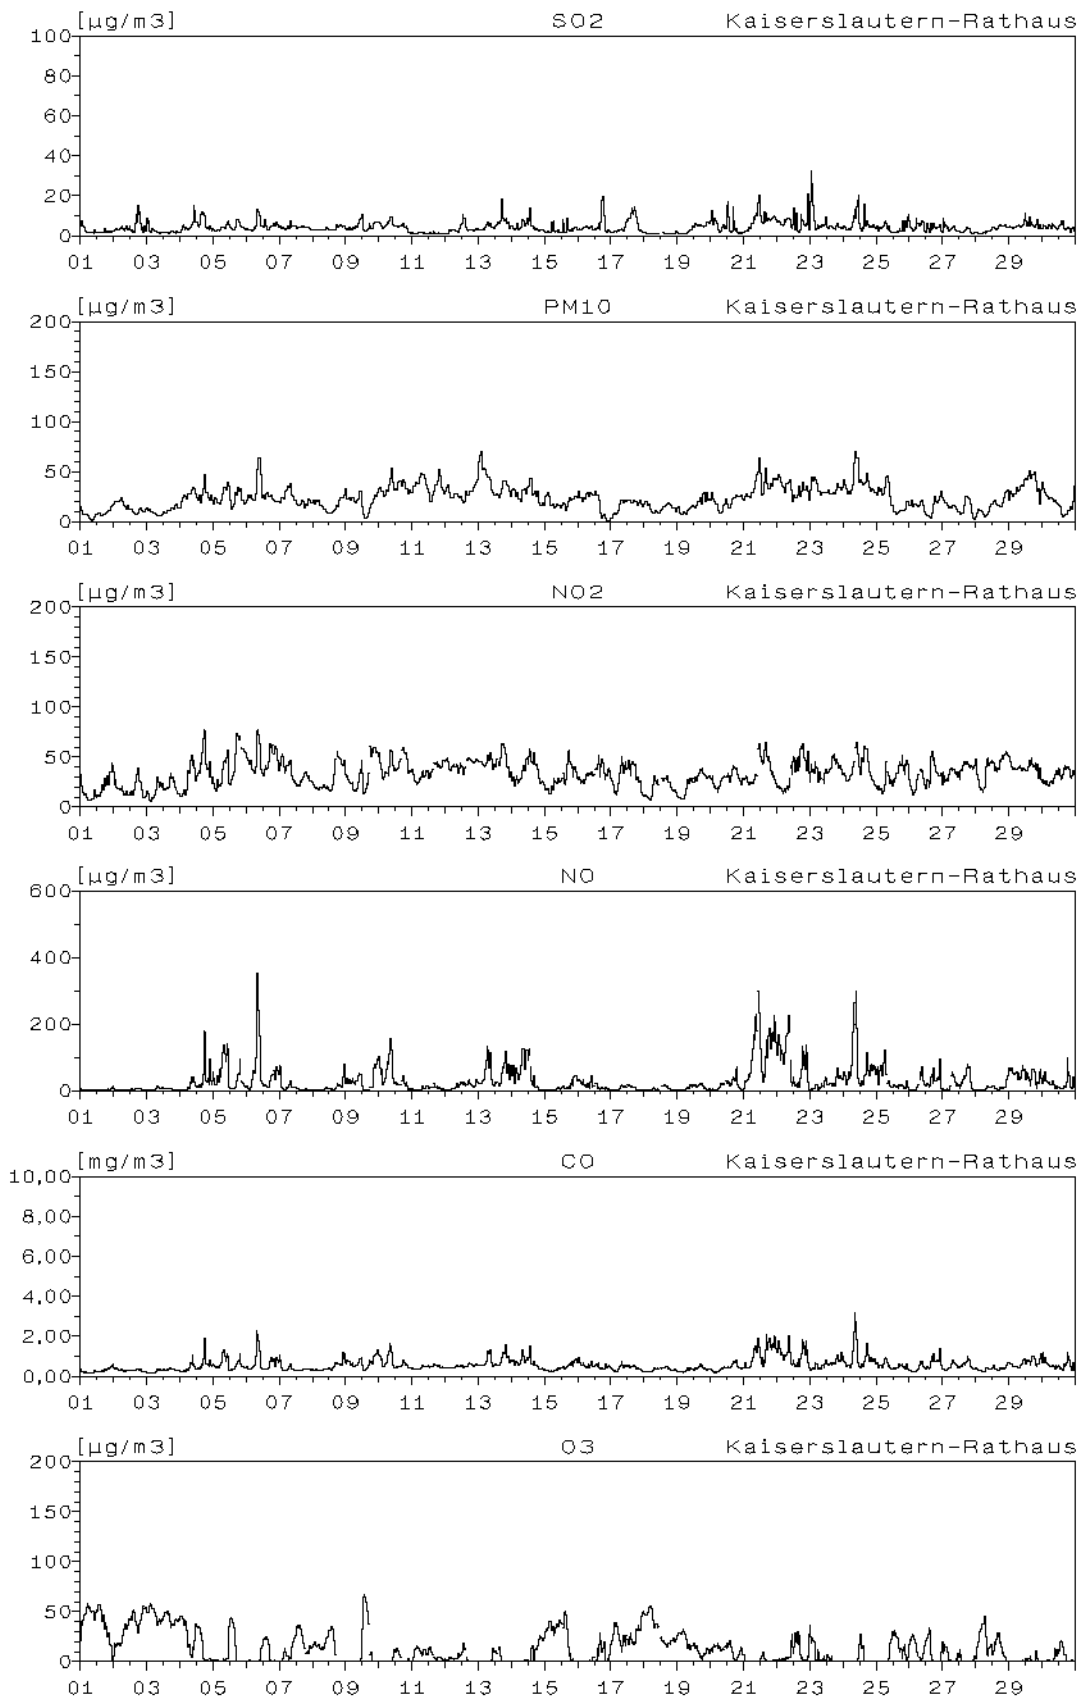 [µg/m3] SO2 Kaiserslautern-Rathaus
100
80
60
40
20
0
01 03 05 07 09 11 13 15 17 19 21 23 25 27 29
[µg/m3] PM10 Kaiserslautern-Rathaus
200
150
100
50
0
01 03 05 07 09 11 13 15 17 19 21 23 25 27 29
[µg/m3] NO2 Kaiserslautern-Rathaus
200
150
100
50
0
01 03 05 07 09 11 13 15 17 19 21 23 25 27 29
[µg/m3] NO Kaiserslautern-Rathaus
600
400
200
0
01 03 05 07 09 11 13 15 17 19 21 23 25 27 29
[mg/m3] CO Kaiserslautern-Rathaus
10,00
8,00
6,00
4,00
2,00
0,00
01 03 05 07 09 11 13 15 17 19 21 23 25 27 29
[µg/m3] O3 Kaiserslautern-Rathaus
200
150
100
50
0
01 03 05 07 09 11 13 15 17 19 21 23 25 27 29